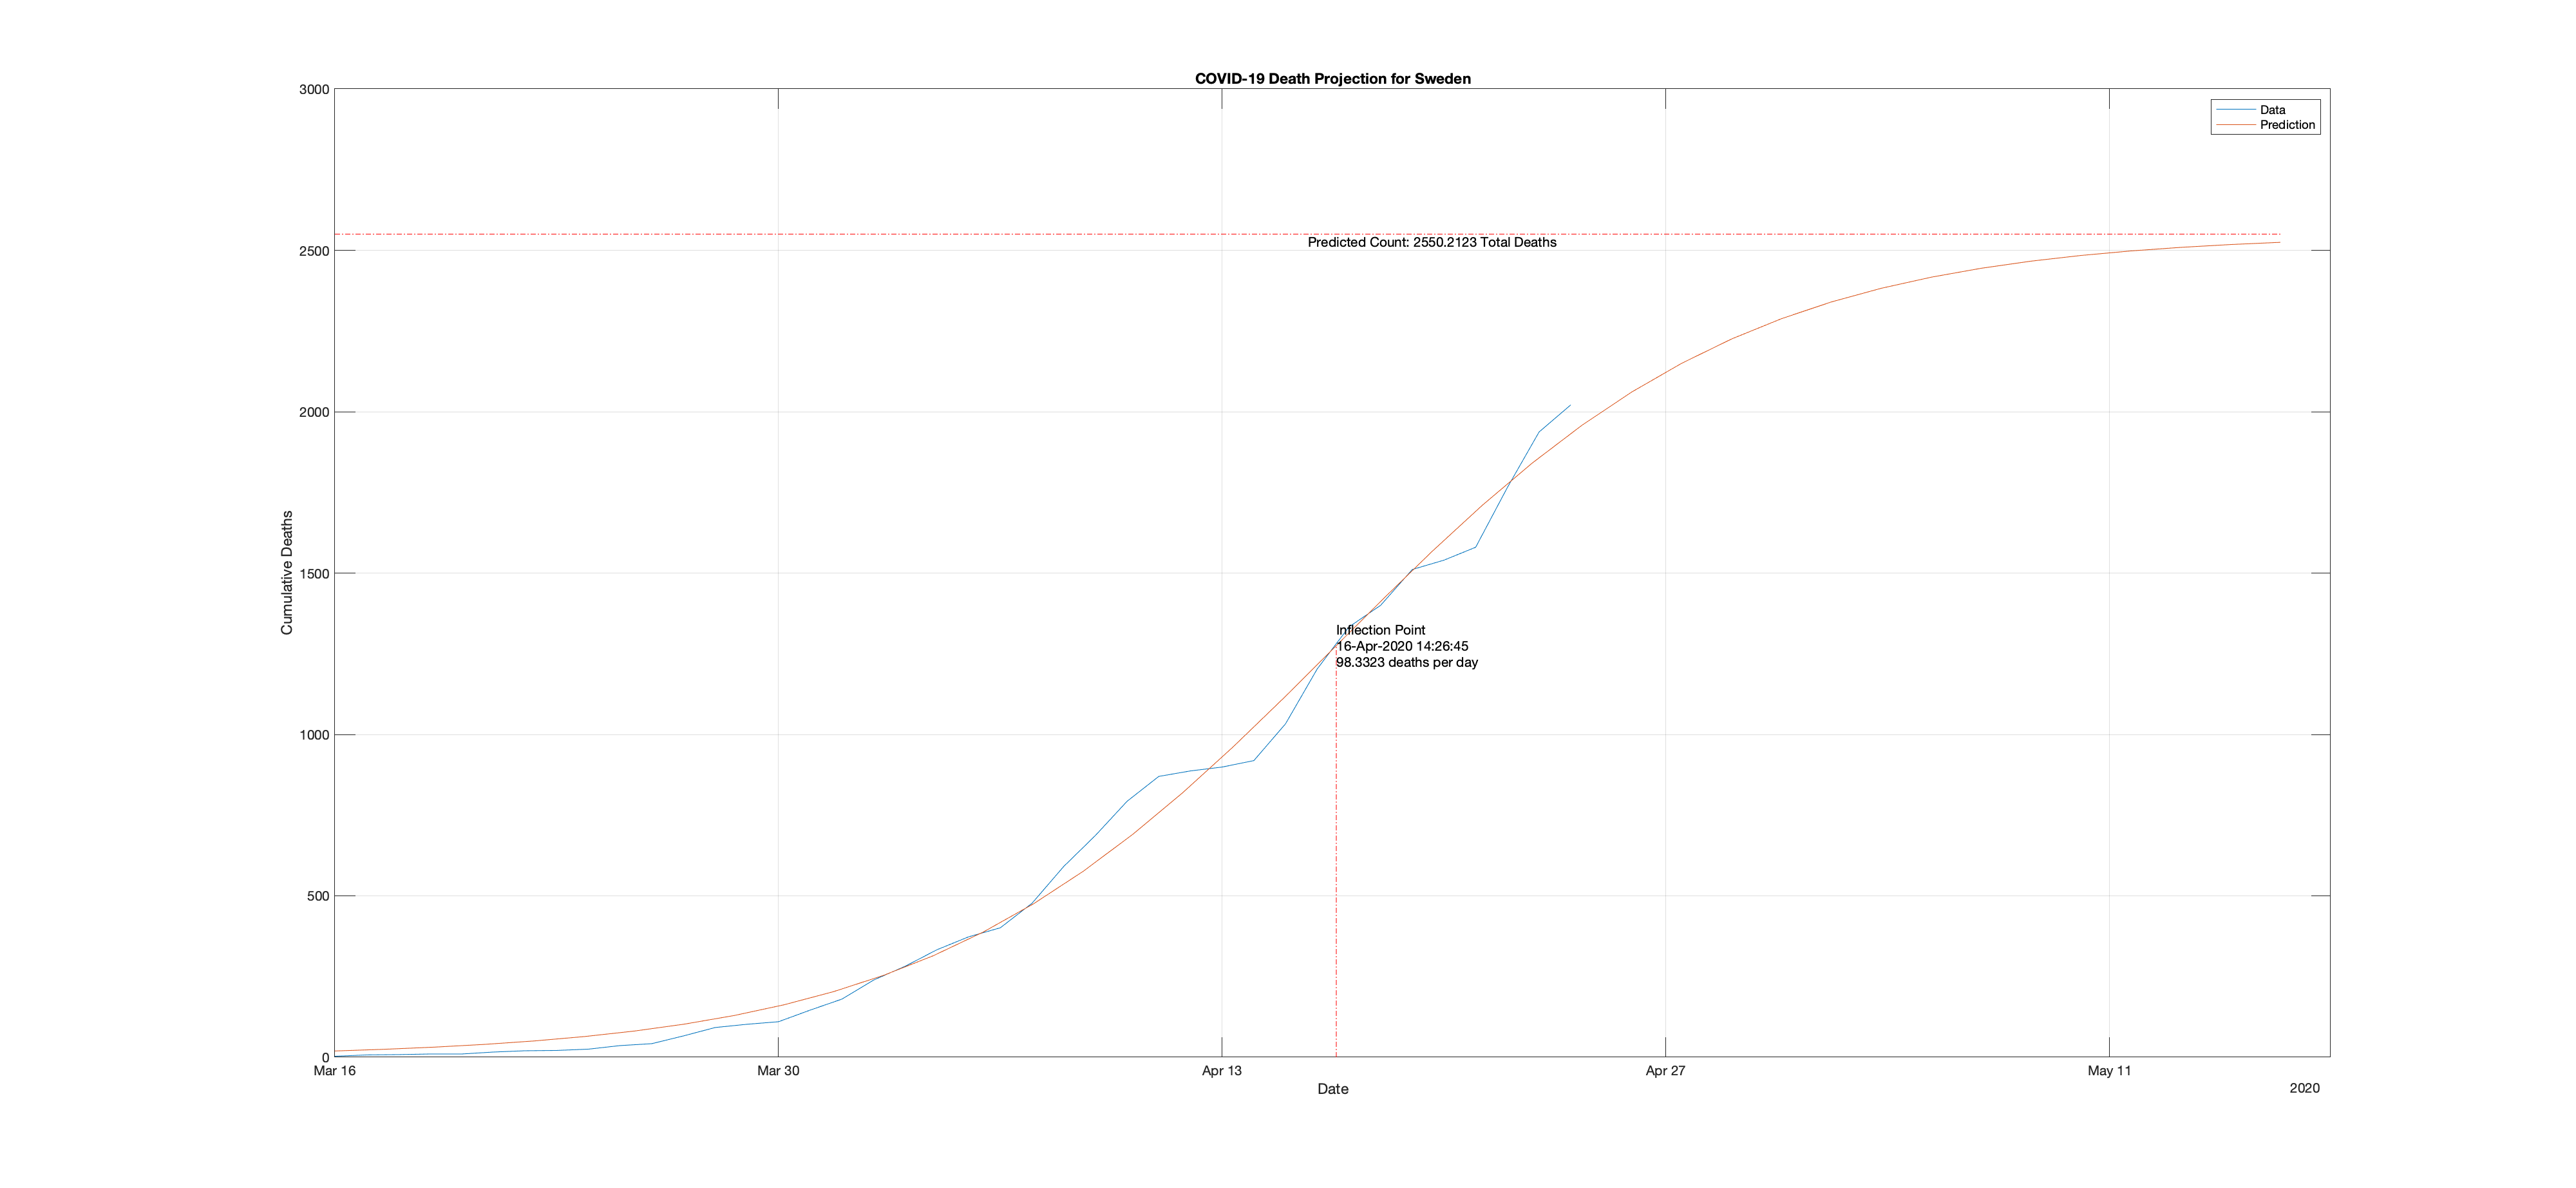 COVID-19 Death Projection for Sweden
3000
2500
2000
1500
1000
500
0
Cumulative Deaths
Data
Prediction
Predicted Count: 2550.2123 Total Deaths
Inflection Point
16-Apr-2020 14:26:45
98.3323 deaths per day
Mar 16
Mar 30
Apr 13
Apr 27
May 11
Date
2020